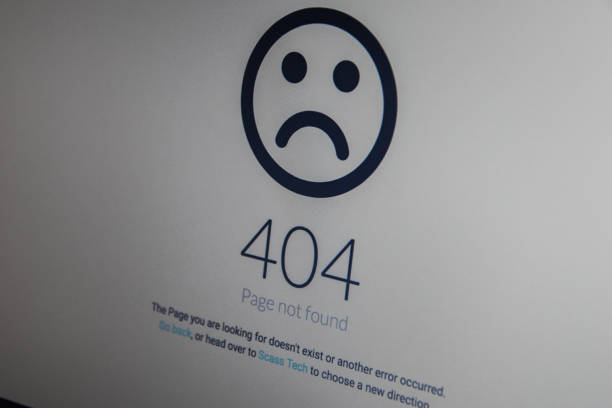 404
Page not found
The Page you are looking for doesn't exist or another error occurred.
Go back, or head over to Scass Tech to choose a new direction